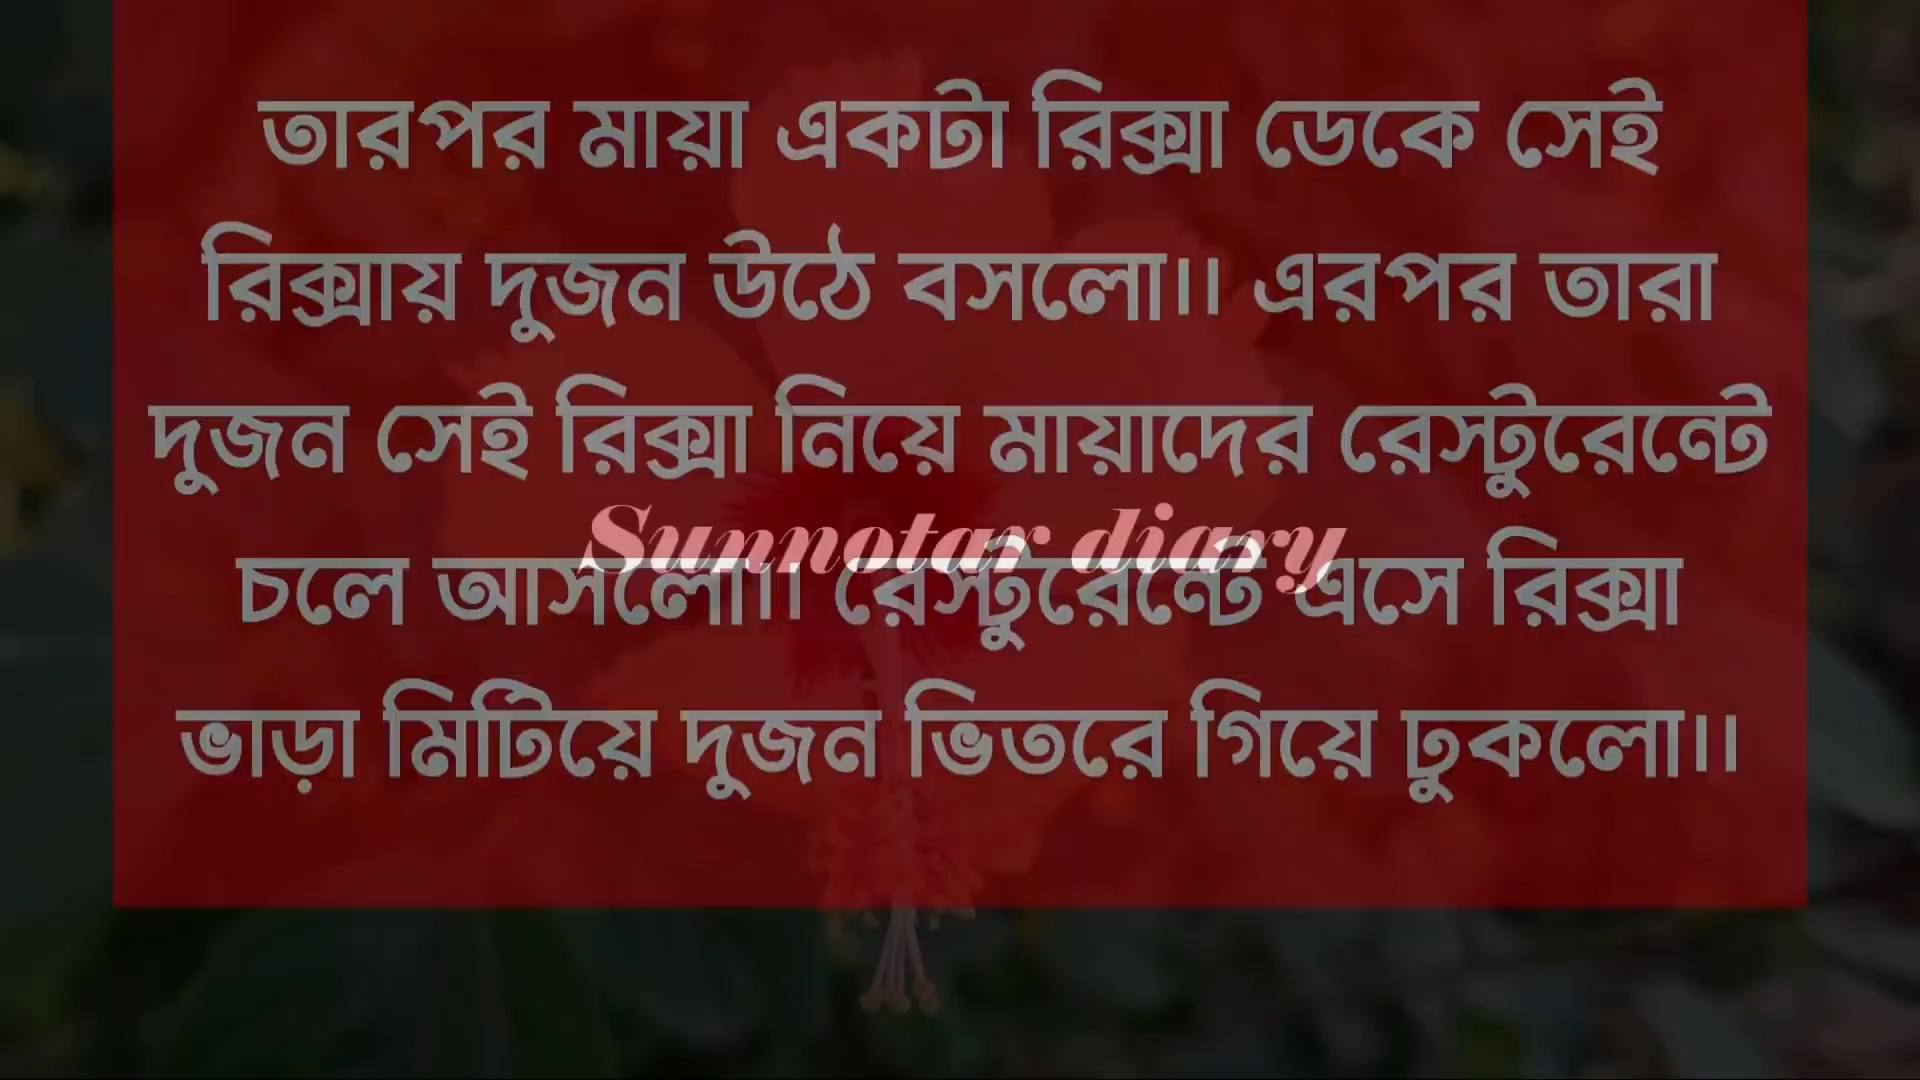 তারপর মায়া একটা রিক্সা ডেকে সেই
রিক্সায় দুজন উঠে বসলো।। এরপর তারা
দুজন সেই রিক্সা নিয়ে মায়াদের রেস্টুরেন্টে
Sunnotar diary
চলে আসলো।। রেস্টুরেন্টে এসে রিক্সা
ভাড়া মিটিয়ে দুজন ভিতরে গিয়ে ঢুকলো।।